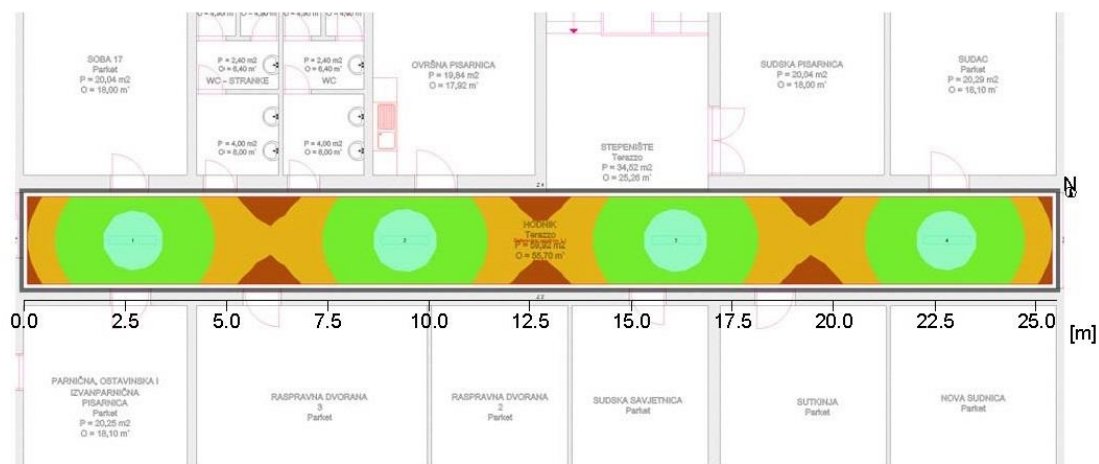 SOBA 17
Parket
P = 20,04 m2
O = 18,00 m'
P = 2,40 m2
O = 6,40 m'
WC - STRANKE
P = 2,40 m2
O = 6,40 m'
WC
P = 4,00 m2
O = 8,00 m'
P = 4,00 m2
O = 8,00 m'
OVRŠNA PISARNICA
P = 19,84 m2
O = 17,92 m'
STEPENIŠTE
Terazzo
P = 34,52 m2
O = 25,26 m'
SUDSKA PISARNICA
P = 20,04 m2
O = 18,00 m'
SUDAC
Parket
P = 20,29 m2
O = 18,10 m'
N
1
2
HODNIK
Terazzo
O = 55,70 m'
3
4
0.0 2.5 5.0 7.5 10.0 12.5 15.0 17.5 20.0 22.5 25.0
[m]
PARNIČNA, OSTAVINSKA I
IZVANPARNIČNA
PISARNICA
Parket
P = 20,25 m2
O = 18,10 m'
RASPRAVNA DVORANA
3
Parket
RASPRAVNA DVORANA
2
Parket
SUDSKA SAVJETNICA
Parket
SUTKINJA
Parket
NOVA SUDNICA
Parket